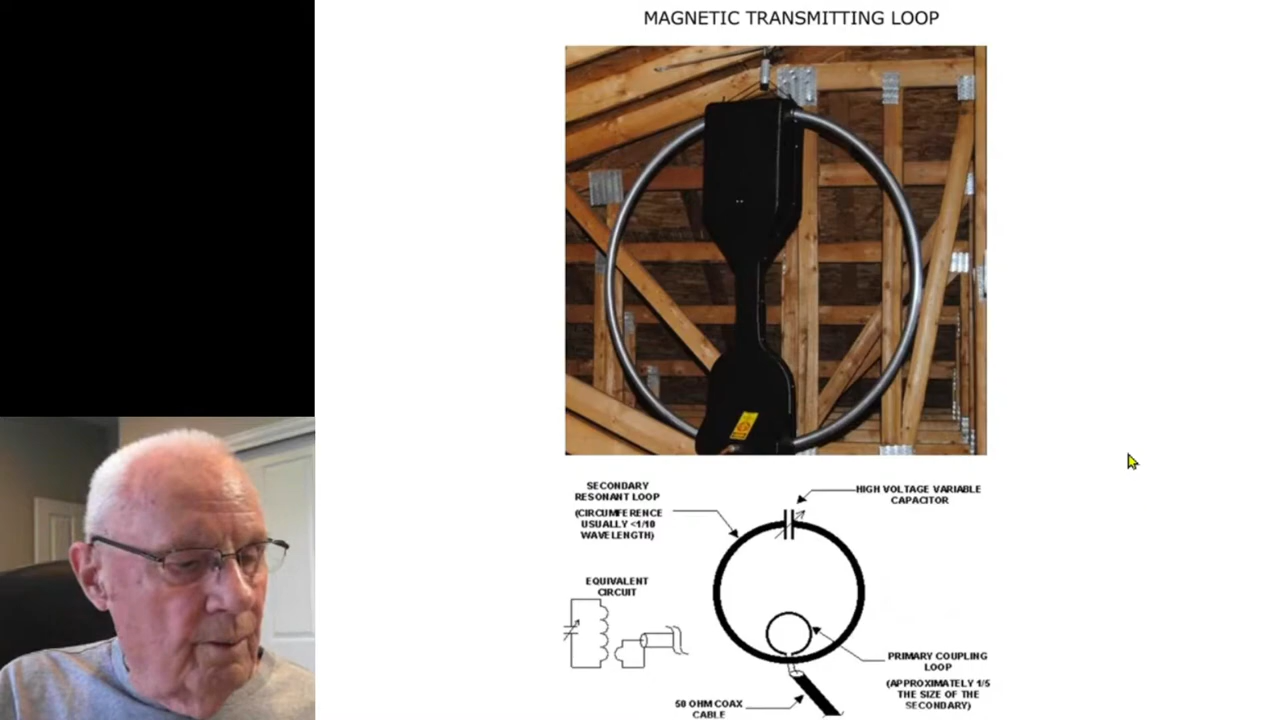 MAGNETIC TRANSMITTING LOOP
SECONDARY
RESONANT LOOP
(CIRCUMFERENCE
USUALLY <1/10
WAVELENGTH)
HIGH VOLTAGE VARIABLE
CAPACITOR
EQUIVALENT
CIRCUIT
PRIMARY COUPLING
LOOP
(APPROXIMATELY 1/5
THE SIZE OF THE
SECONDARY)
50 OHM COAX
CABLE